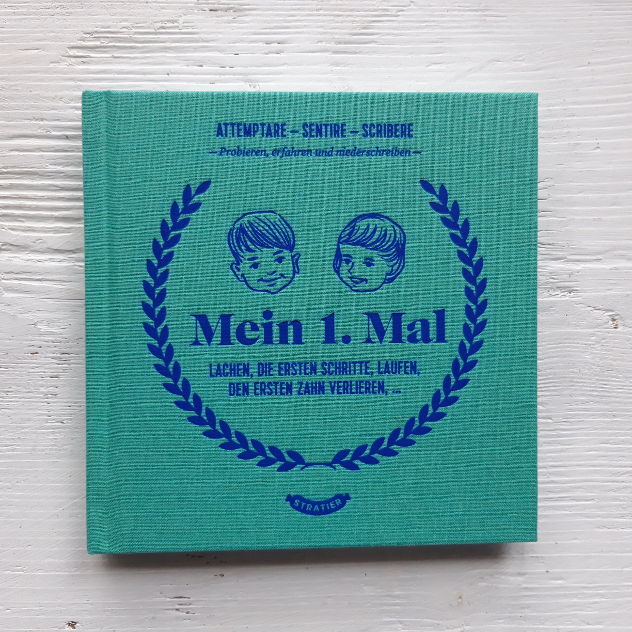 ATTEMPTARE – SENTIRE – SCRIBERE
– Probieren, erfahren und niederschreiben –
Mein 1. Mal
LACHEN, DIE ERSTEN SCHRITTE, LAUFEN,
DEN ERSTEN ZAHN VERLIEREN, ...
STRATIER